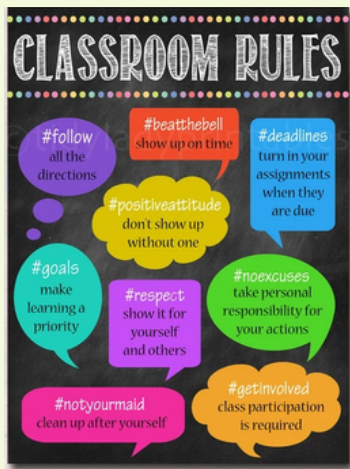 CLASSROOM RULES
#follow
all the
directions
#beatthebell
show up on time
#deadlines
turn in your
assignments
when they
are due
#positiveattitude
don't show up
without one
#goals
make
learning a
priority
#respect
show it for
yourself
and others
#noexcuses
take personal
responsibility for
your actions
#notyourmaid
clean up after yourself
#getinvolved
class participation
is required